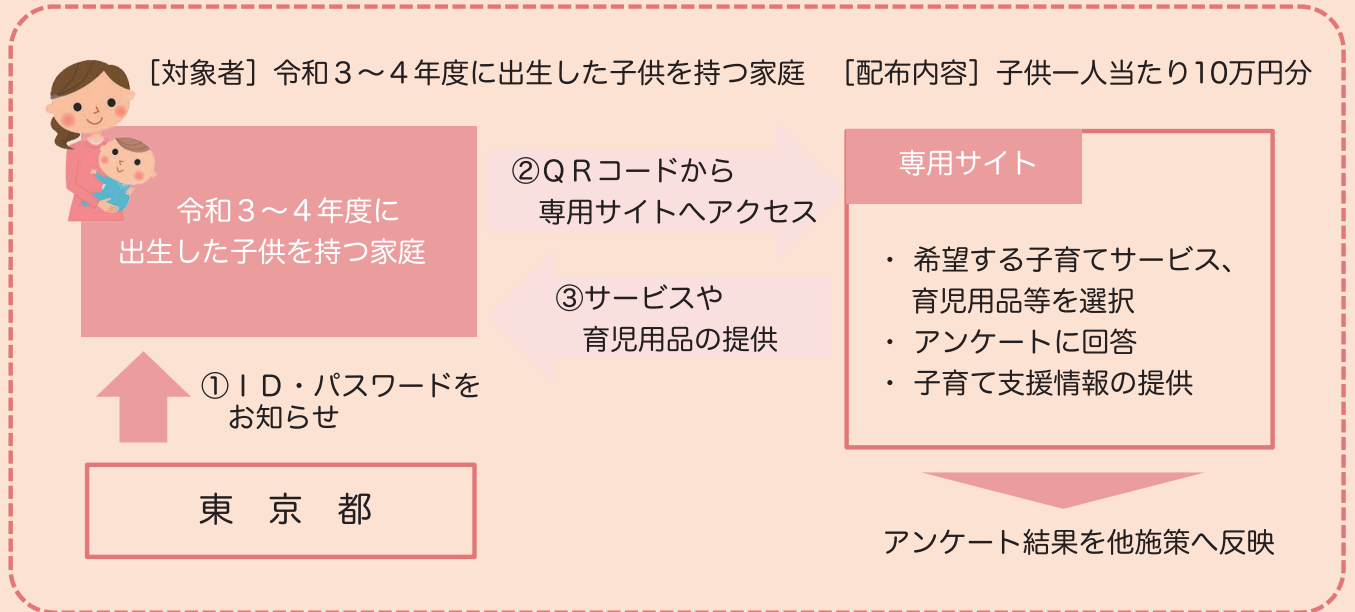 ［対象者］令和３～４年度に出生した子供を持つ家庭　［配布内容］子供一人当たり10万円分
令和３～４年度に
出生した子供を持つ家庭
①ＩＤ・パスワードを
お知らせ
東　京　都
②ＱＲコードから
専用サイトへアクセス
③サービスや
育児用品の提供
専用サイト
・ 希望する子育てサービス、
育児用品等を選択
・ アンケートに回答
・ 子育て支援情報の提供
アンケート結果を他施策へ反映